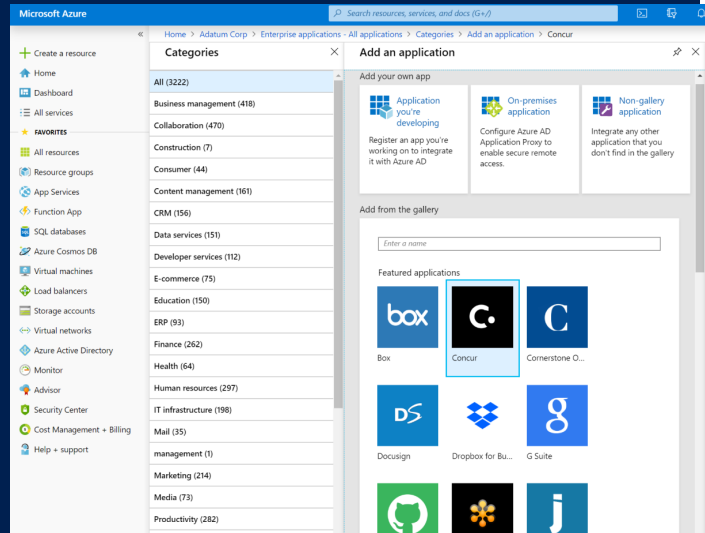 Microsoft Azure
Search resources, services, and docs (G+/)
«
Home > Adatum Corp > Enterprise applications - All applications > Categories > Add an application > Concur
Create a resource
Home
Dashboard
All services
FAVORITES
All resources
Resource groups
App Services
Function App
SQL databases
Azure Cosmos DB
Virtual machines
Load balancers
Storage accounts
Virtual networks
Azure Active Directory
Monitor
Advisor
Security Center
Cost Management + Billing
Help + support
Categories
All (3222)
Business management (418)
Collaboration (470)
Construction (7)
Consumer (44)
Content management (161)
CRM (156)
Data services (151)
Developer services (112)
E-commerce (75)
Education (150)
ERP (93)
Finance (262)
Health (64)
Human resources (297)
IT infrastructure (198)
Mail (35)
management (1)
Marketing (214)
Media (73)
Productivity (282)
Add an application
Add your own app
Application
you're
developing
Register an app you're
working on to integrate
it with Azure AD
On-premises
application
Configure Azure AD
Application Proxy to
enable secure remote
access.
Non-gallery
application
Integrate any other
application that you
don't find in the gallery
Add from the gallery
Enter a name
Featured applications
box
C.
C
Box
Concur
Cornerstone O...
DS
g
Docusign
Dropbox for Bu...
G Suite
j